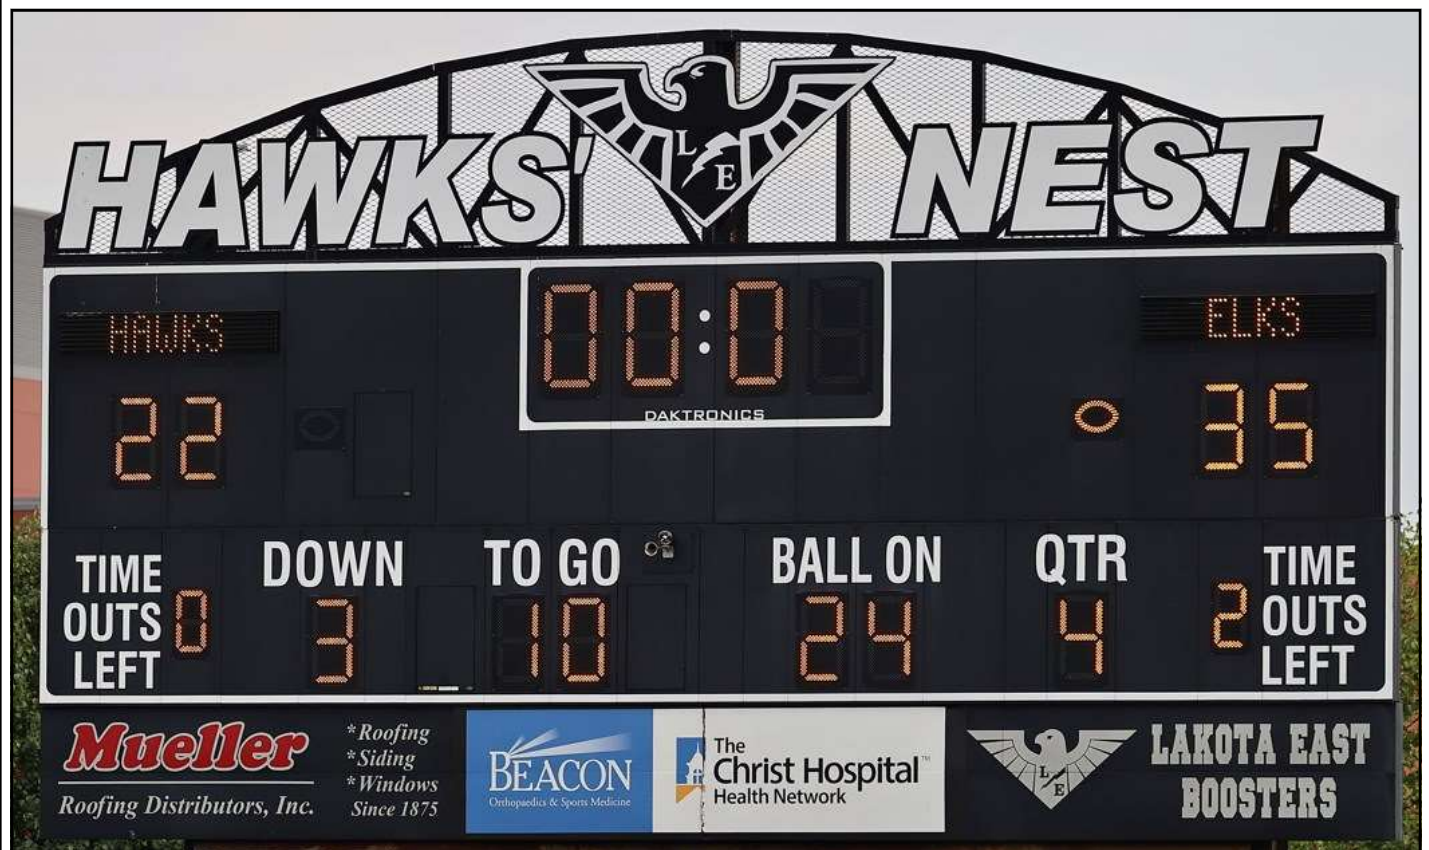 HAWKS' NEST
L
E
HAWKS
00:0
ELKS
DAKTRONICS
22
35
TIME OUTS LEFT
0
DOWN
3
TO GO
10
BALL ON
24
QTR
4
2
TIME OUTS LEFT
Mueller
Roofing Distributors, Inc.
*Roofing
*Siding
*Windows
Since 1875
BEACON
Orthopaedics & Sports Medicine
The
Christ Hospital™
Health Network
L
E
LAKOTA EAST
BOOSTERS